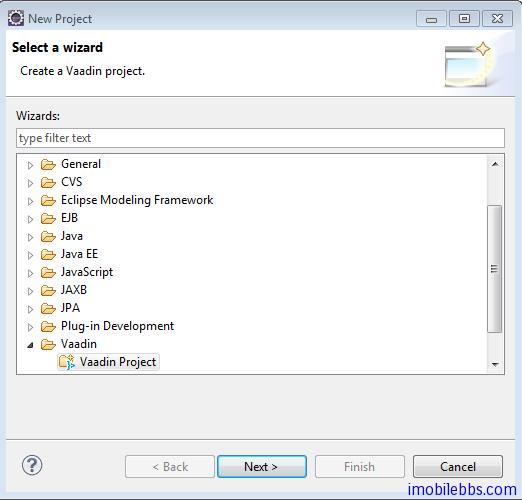 New Project
Select a wizard
Create a Vaadin project.
Wizards:
type filter text
General
CVS
Eclipse Modeling Framework
EJB
Java
Java EE
JavaScript
JAXB
JPA
Plug-in Development
Vaadin
Vaadin Project
< Back Next > Finish Cancel
imobilebbs.com